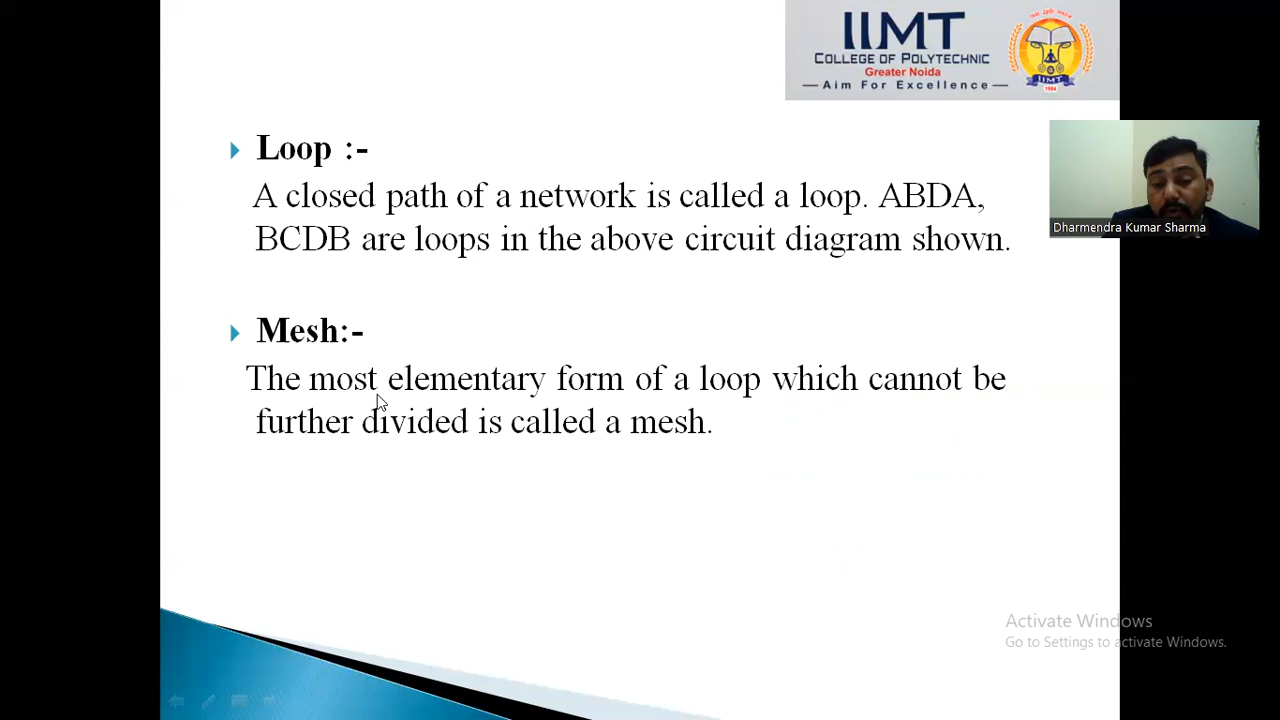 IIMT
COLLEGE OF POLYTECHNIC
Greater Noida
Aim For Excellence
IIMT
Loop :-
A closed path of a network is called a loop. ABDA,
BCDB are loops in the above circuit diagram shown.
Dharmendra Kumar Sharma
Mesh:-
The most elementary form of a loop which cannot be
further divided is called a mesh.
Activate Windows
Go to Settings to activate Windows.